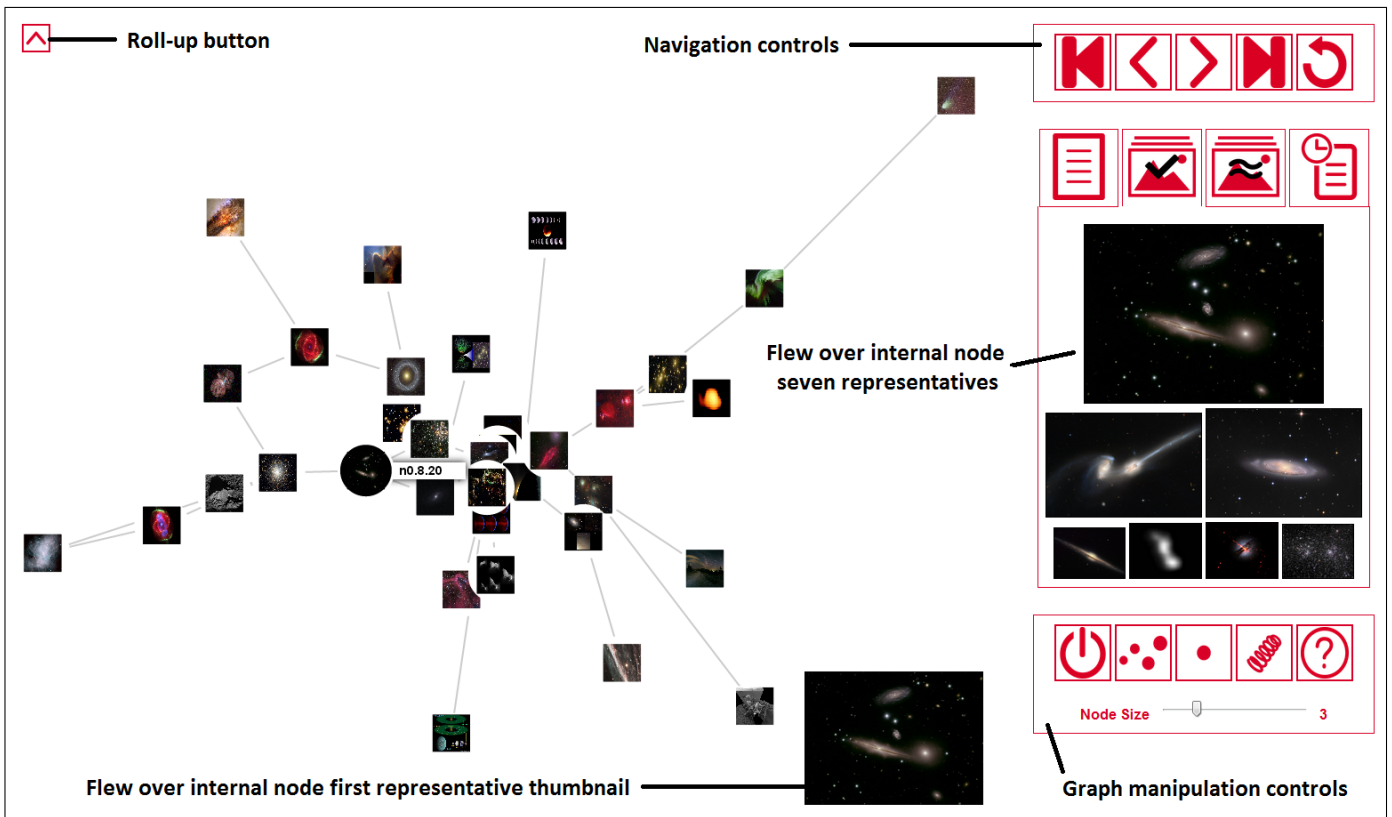 Roll-up button
Navigation controls
Flew over internal node
seven representatives
n0.8.20
Node Size
3
Flew over internal node first representative thumbnail
Graph manipulation controls